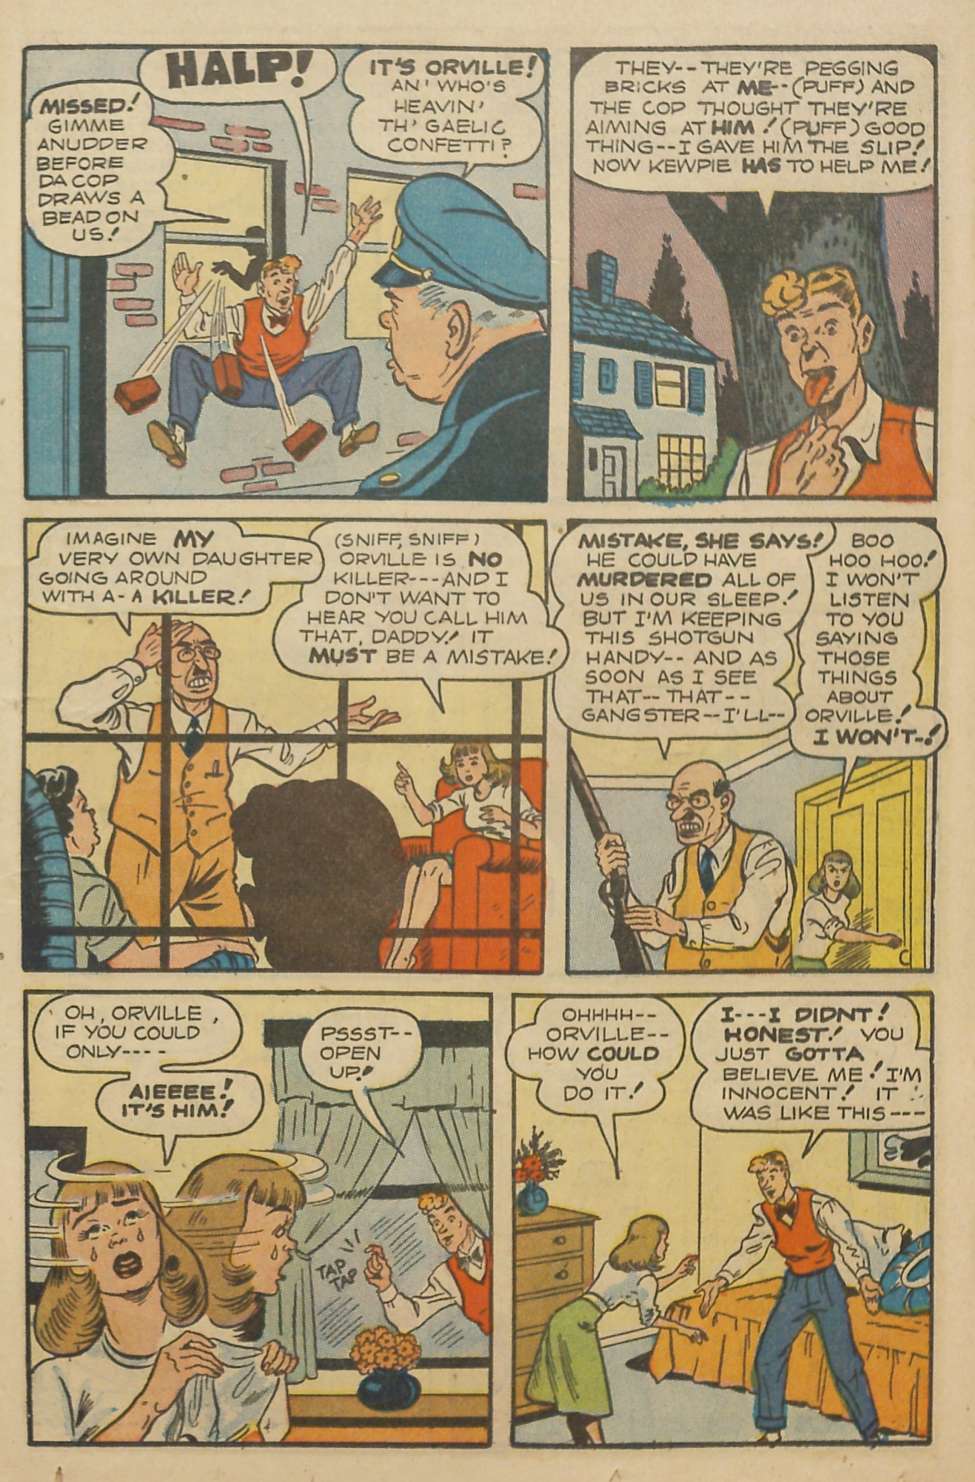 MISSED!
GIMME
ANUDDER
BEFORE
DA COP
DRAWS A
BEAD ON
US!
HALP!
IT'S ORVILLE!
AN' WHO'S
HEAVIN'
TH' GAELIC
CONFETTI?
THEY--THEY'RE PEGGING
BRICKS AT ME--(PUFF) AND
THE COP THOUGHT THEY'RE
AIMING AT HIM! (PUFF) GOOD
THING--I GAVE HIM THE SLIP!
NOW KEWPIE HAS TO HELP ME!
IMAGINE MY
VERY OWN DAUGHTER
GOING AROUND
WITH A-A KILLER!
(SNIFF, SNIFF)
ORVILLE IS NO
KILLER---AND I
DON'T WANT TO
HEAR YOU CALL HIM
THAT, DADDY! IT
MUST BE A MISTAKE!
MISTAKE, SHE SAYS!
HE COULD HAVE
MURDERED ALL OF
US IN OUR SLEEP!
BUT I'M KEEPING
THIS SHOTGUN
HANDY--AND AS
SOON AS I SEE
THAT--THAT--
GANGSTER--I'LL--
BOO
HOO HOO!
I WON'T
LISTEN
TO YOU
SAYING
THOSE
THINGS
ABOUT
ORVILLE!
I WON'T--!
OH, ORVILLE,
IF YOU COULD
ONLY----
AIEEEE!
IT'S HIM!
PSSST--
OPEN
UP!
TAP
TAP
OHHHH--
ORVILLE--
HOW COULD
YOU
DO IT!
I---I DIDNT!
HONEST! YOU
JUST GOTTA
BELIEVE ME! I'M
INNOCENT! IT
WAS LIKE THIS---